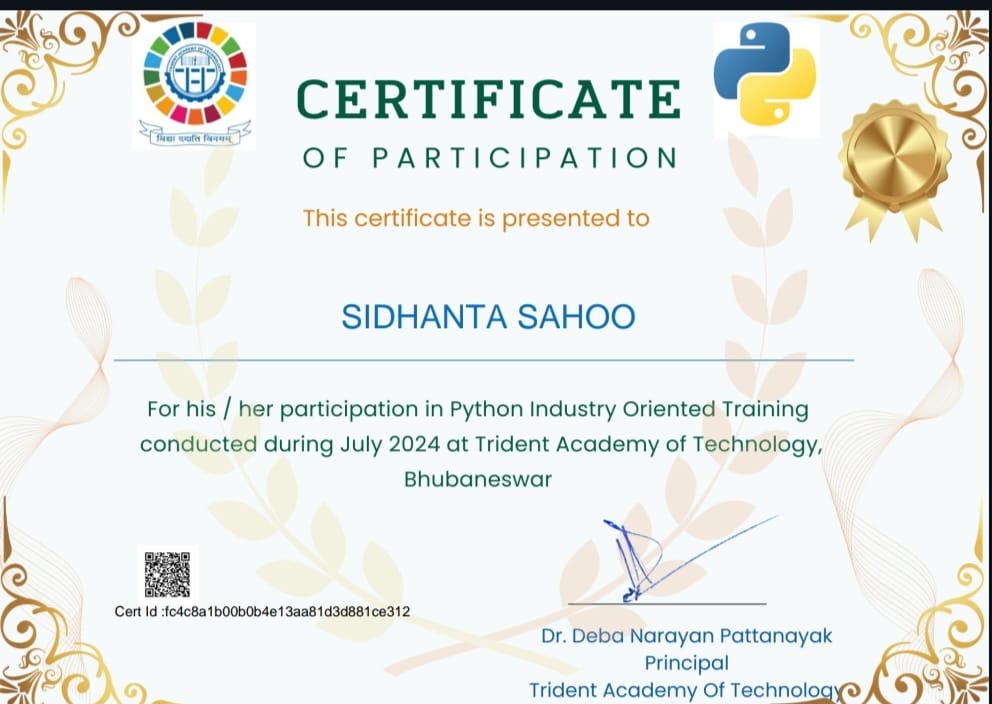 विद्या ददाति विनयम्
CERTIFICATE
OF PARTICIPATION
This certificate is presented to
SIDHANTA SAHOO
For his / her participation in Python Industry Oriented Training
conducted during July 2024 at Trident Academy of Technology,
Bhubaneswar
Cert Id :fc4c8a1b00b0b4e13aa81d3d881ce312
Dr. Deba Narayan Pattanayak
Principal
Trident Academy Of Technology